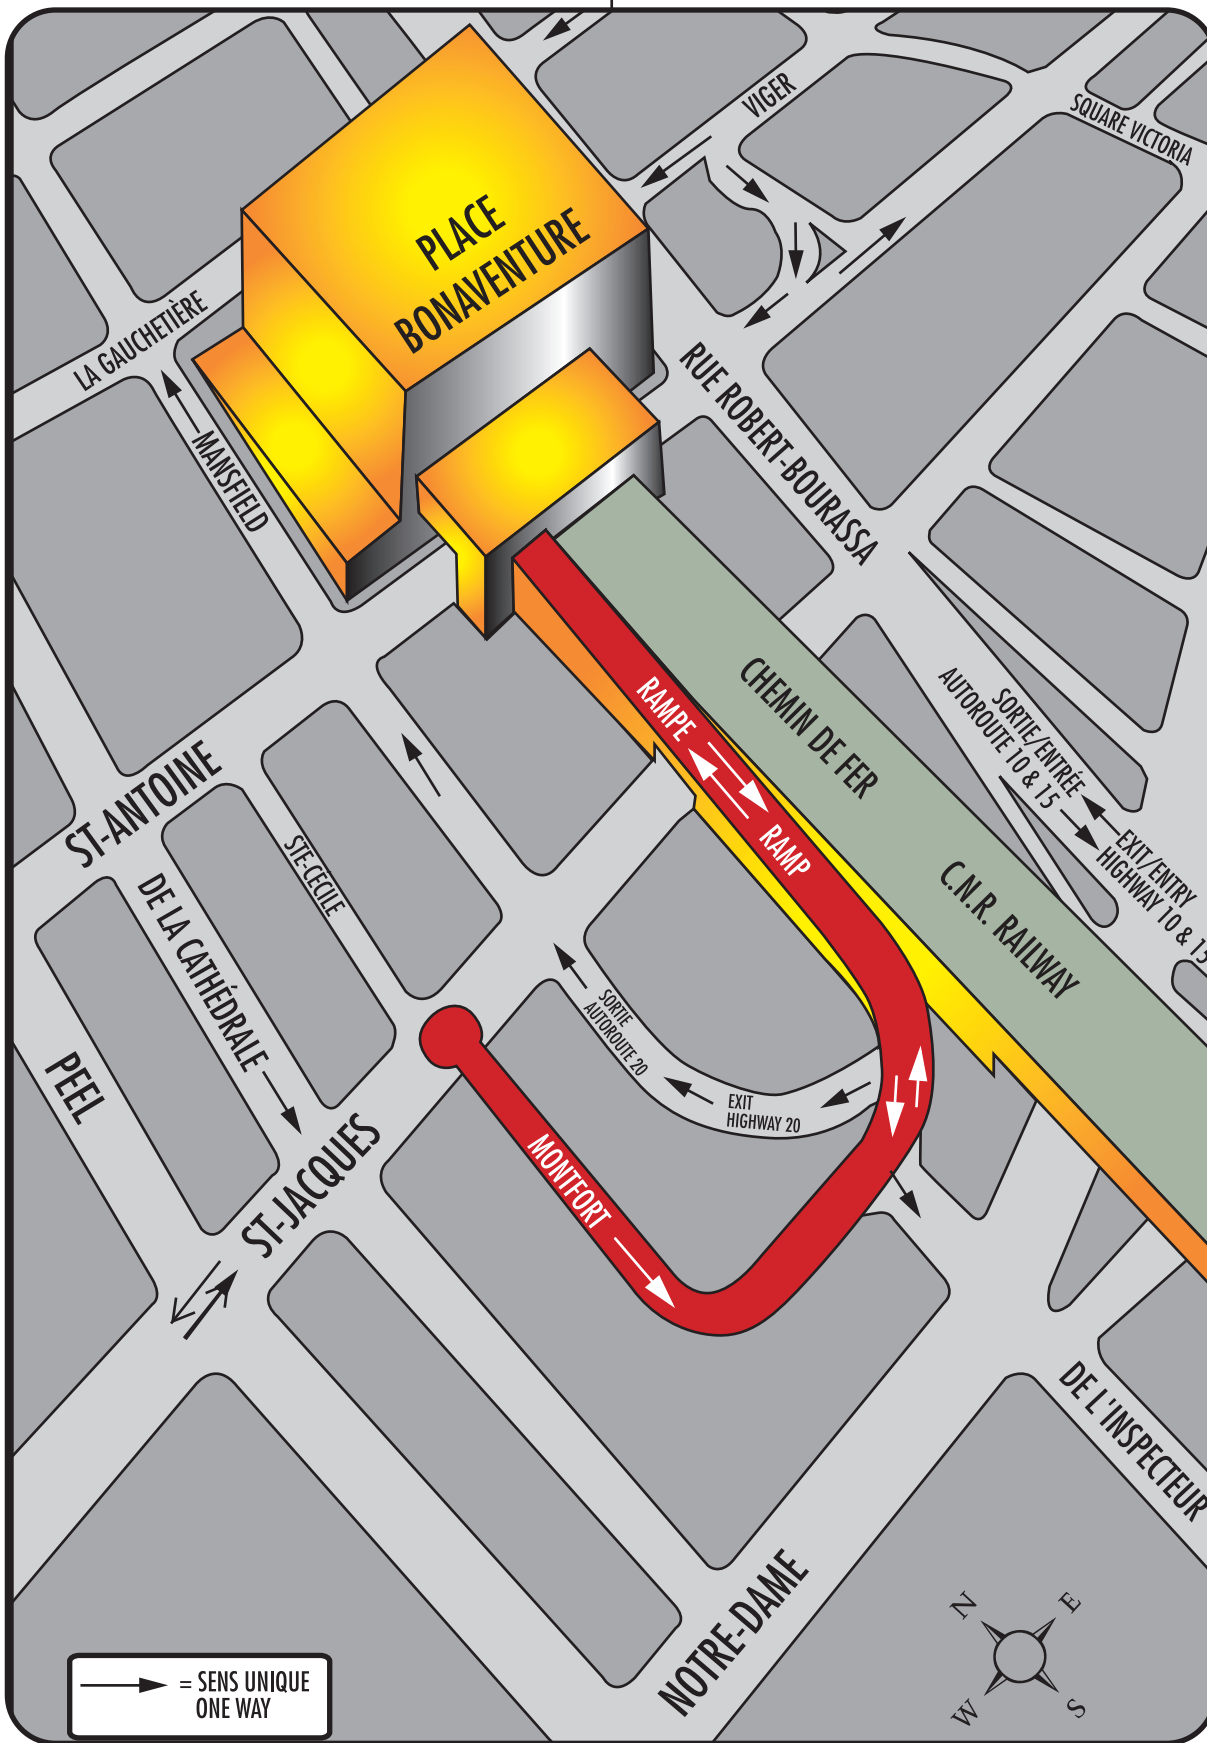 VIGER
SQUARE VICTORIA
PLACE
BONAVENTURE
LA GAUCHETIÈRE
MANSFIELD
RUE ROBERT-BOURASSA
SORTIE/ENTRÉE
AUTOROUTE 10 & 15
EXIT/ENTRY
HIGHWAY 10 & 15
RAMPE
RAMP
CHEMIN DE FER
C.N.R. RAILWAY
ST-ANTOINE
STE-CECILE
DE LA CATHÉDRALE
PEEL
SORTIE
AUTOROUTE 20
EXIT
HIGHWAY 20
ST-JACQUES
MONTFORT
DE L'INSPECTEUR
NOTRE-DAME
N
E
W
S
= SENS UNIQUE
ONE WAY